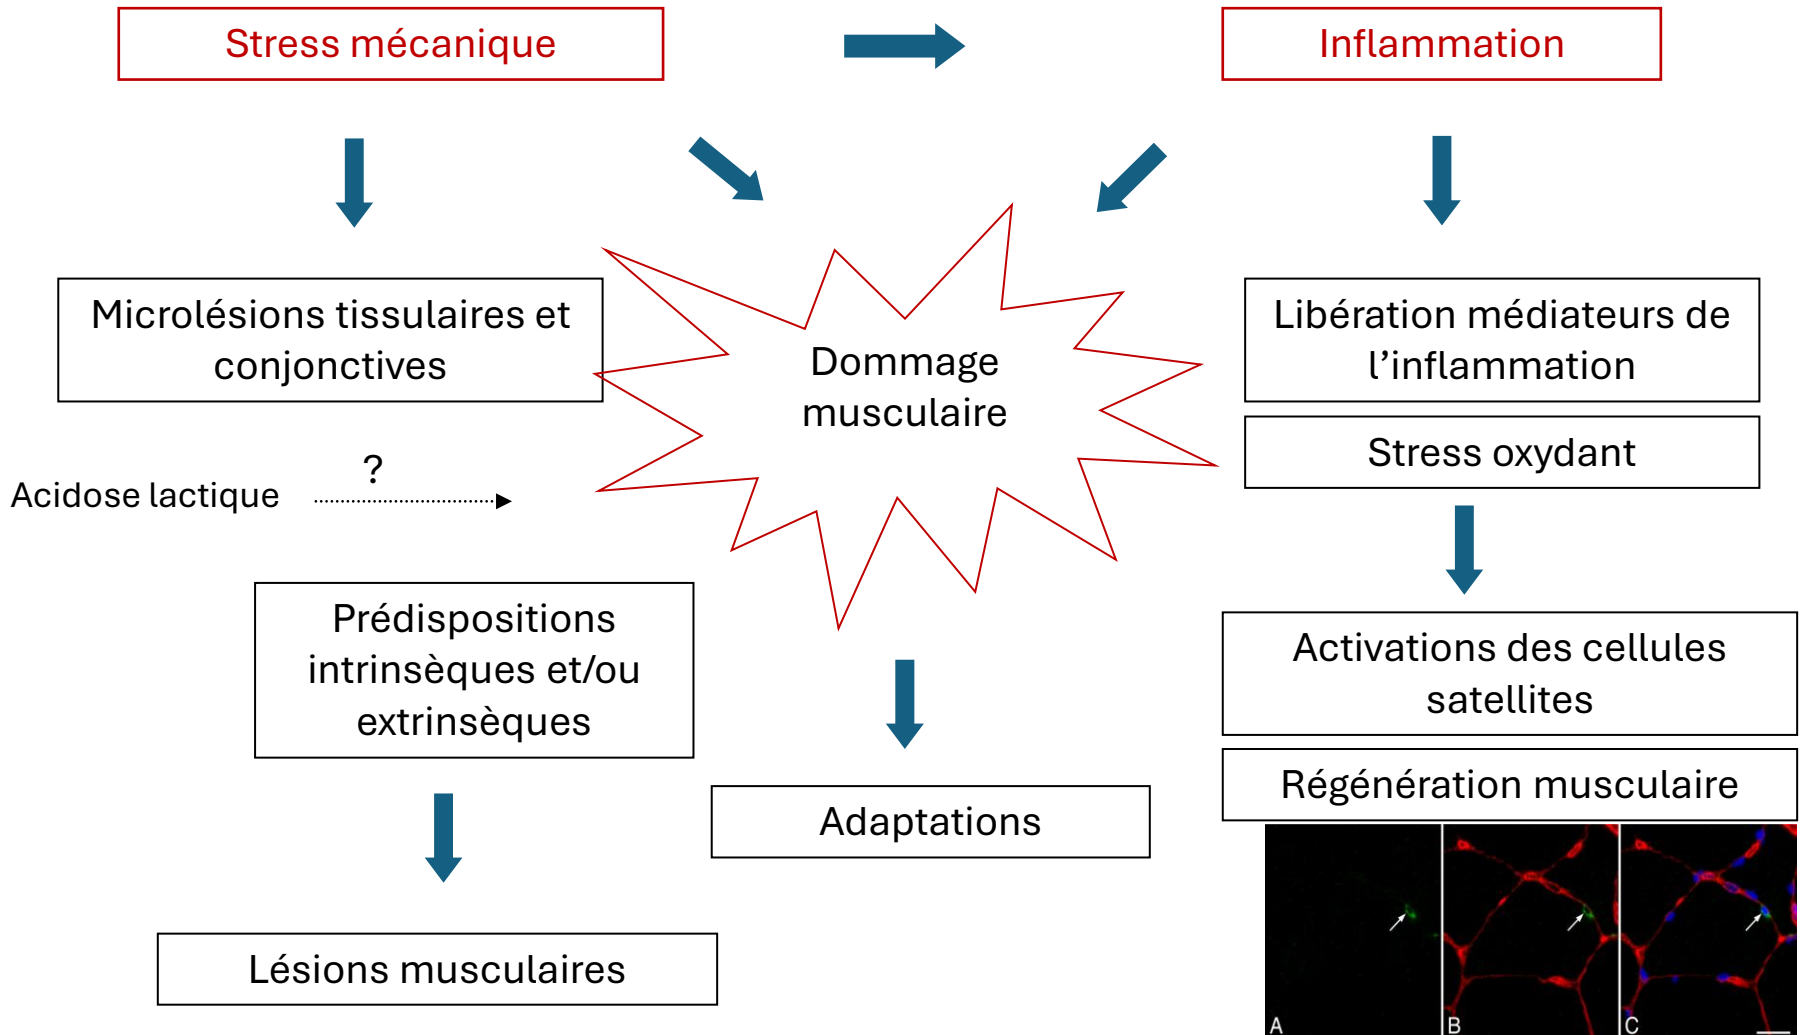 Stress mécanique
Inflammation
Microlésions tissulaires et
conjonctives
Dommage
musculaire
Libération médiateurs de
l’inflammation
Stress oxydant
?
Acidose lactique
Prédispositions
intrinsèques et/ou
extrinsèques
Activations des cellules
satellites
Régénération musculaire
Adaptations
Lésions musculaires
A
B
C